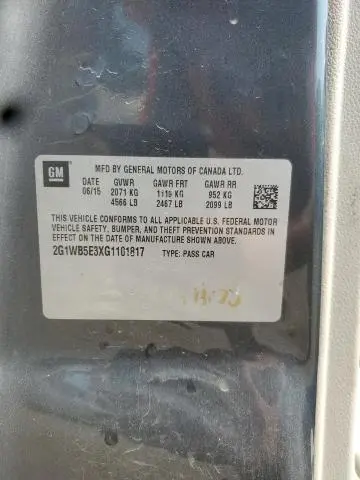 GM
MFD BY GENERAL MOTORS OF CANADA LTD.
DATE GVWR GAWR FRT GAWR RR
06/15 2071 KG 1119 KG 952 KG
4566 LB 2467 LB 2099 LB
THIS VEHICLE CONFORMS TO ALL APPLICABLE U.S. FEDERAL MOTOR
VEHICLE SAFETY, BUMPER, AND THEFT PREVENTION STANDARDS IN
EFFECT ON THE DATE OF MANUFACTURE SHOWN ABOVE.
2G1WB5E3XG1101817 TYPE: PASS CAR